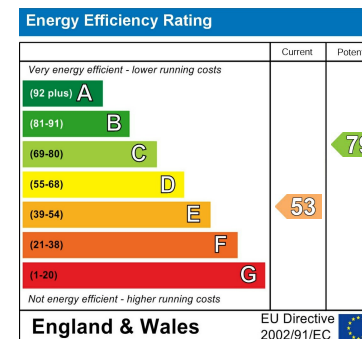 Energy Efficiency Rating
Current
Very energy efficient - lower running costs
(92 plus) A
(81-91) B
(69-80) C
(55-68) D
(39-54) E
(21-38) F
(1-20) G
53
Not energy efficient - higher running costs
England & Wales
EU Directive
2002/91/EC